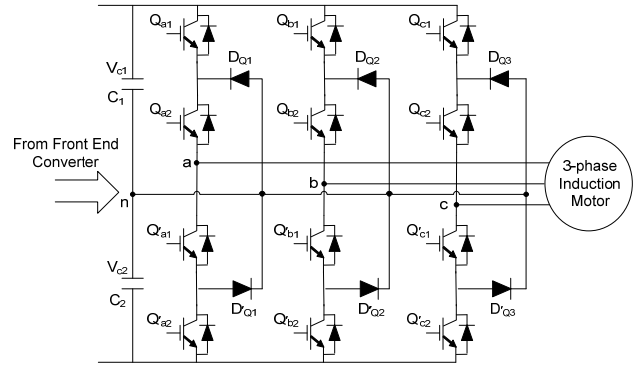 Qa1
Qb1
Qc1
DQ1
DQ2
DQ3
Vc1
C1
Qa2
Qb2
Qc2
From Front End
Converter
a
b
c
n
3-phase
Induction
Motor
Q'a1
Q'b1
Q'c1
Vc2
C2
D'Q1
D'Q2
D'Q3
Q'a2
Q'b2
Q'c2